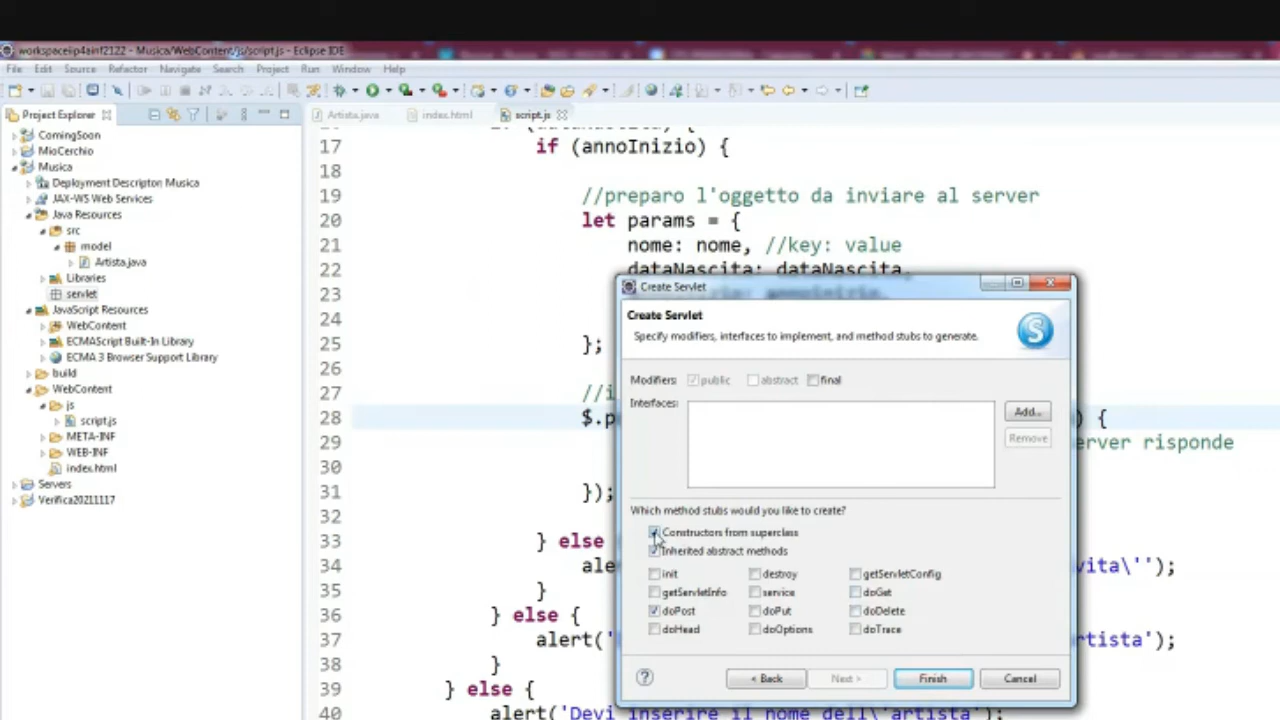 workspaceiip4ainf2122 - Musica/WebContent/js/script.js - Eclipse IDE
File Edit Source Refactor Navigate Search Project Run Window Help
Project Explorer
Artista.java index.html script.js
ComingSoon
MioCerchio
Musica
Deployment Descriptor: Musica
JAX-WS Web Services
Java Resources
src
model
Artista.java
Libraries
servlet
JavaScript Resources
WebContent
ECMAScript Built-In Library
ECMA 3 Browser Support Library
build
WebContent
js
script.js
META-INF
WEB-INF
index.html
Servers
Verifica20211117
17 if (annoInizio) {
18
19 //preparo l'oggetto da inviare al server
20 let params = {
21 nome: nome, //key: value
22 dataNascita: dataNascita,
23
24
25 };
26
27 //i
28 $.p ) {
29 erver risponde
30
31 });
32
33 } else
34 ale vita\'');
35 }
36 } else {
37 alert(' artista');
38 }
39 } else {
40 alert('Devi inserire il nome dell\'artista');
Create Servlet
Create Servlet
Specify modifiers, interfaces to implement, and method stubs to generate.
Modifiers: public abstract final
Interfaces:
Add...
Remove
Which method stubs would you like to create?
Constructors from superclass
Inherited abstract methods
init destroy getServletConfig
getServletInfo service doGet
doPost doPut doDelete
doHead doOptions doTrace
? < Back Next > Finish Cancel